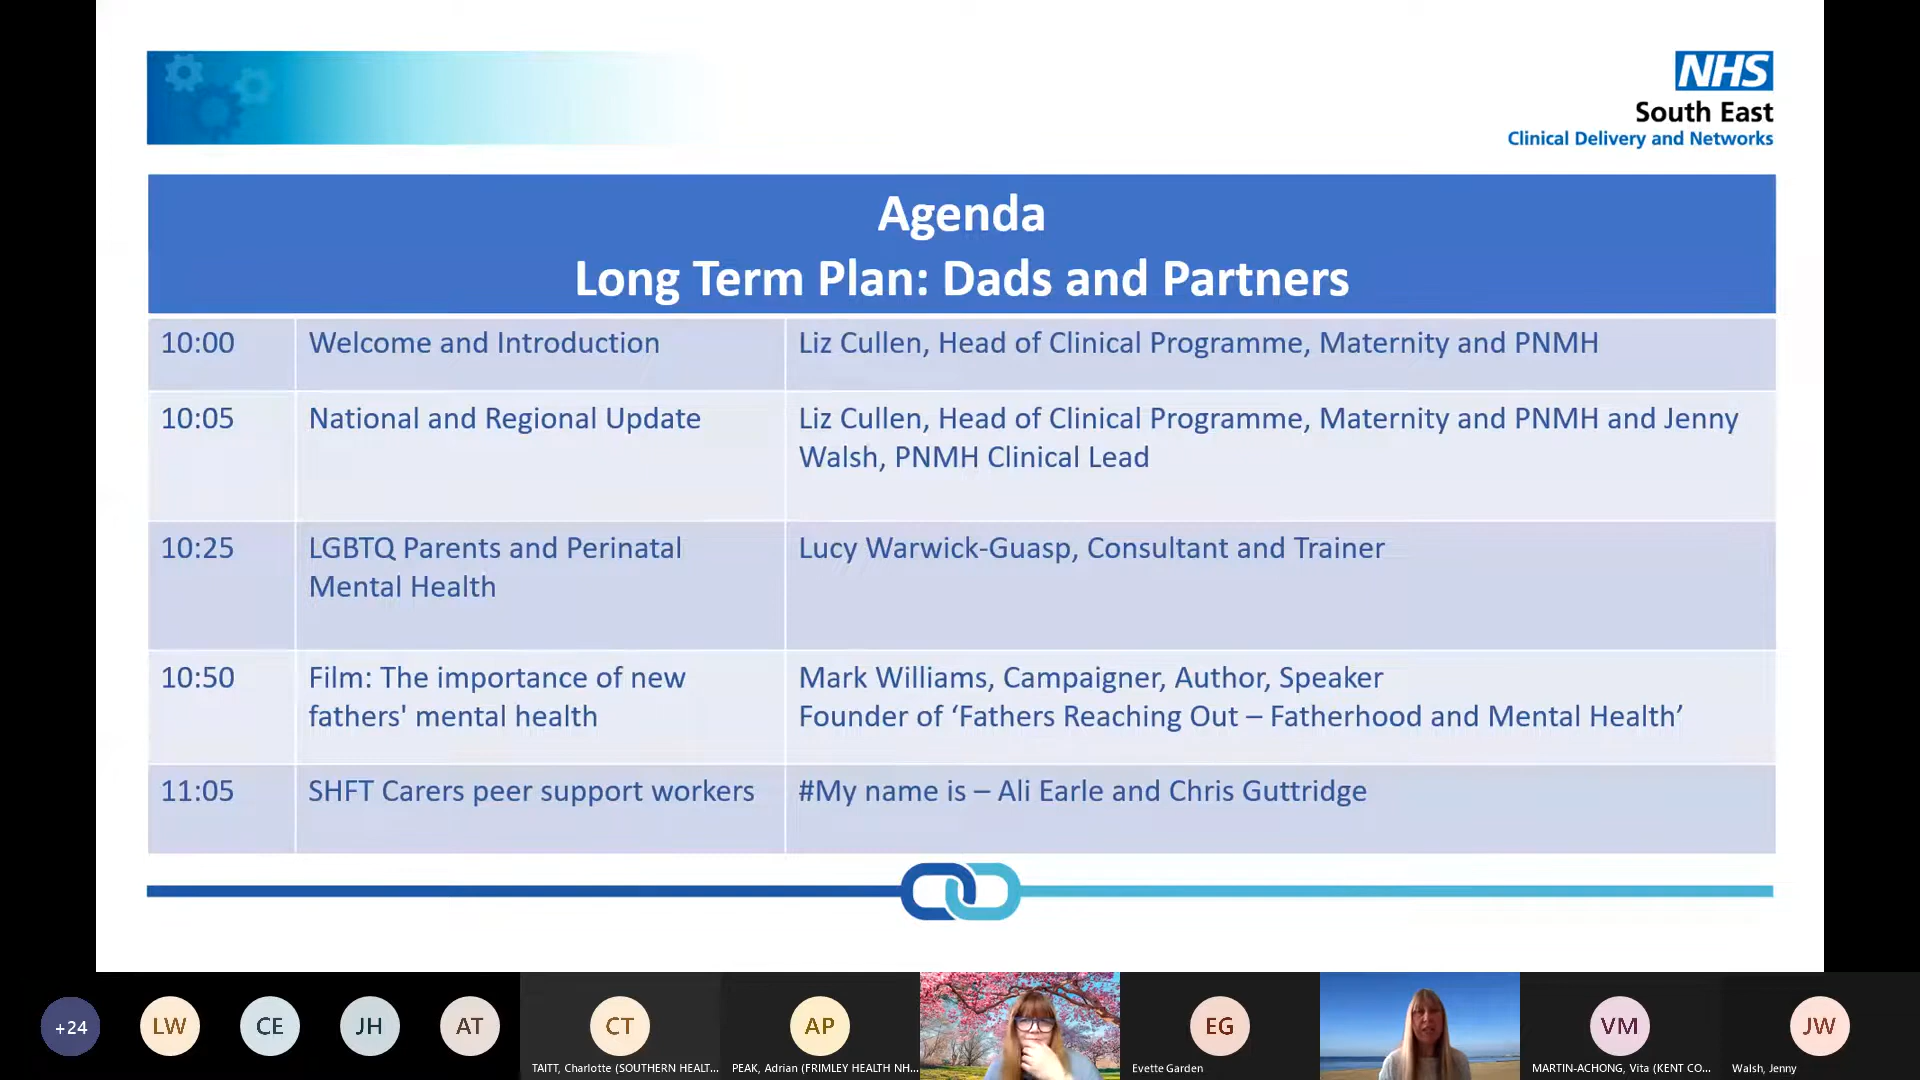 NHS
South East
Clinical Delivery and Networks
Agenda
Long Term Plan: Dads and Partners
10:00
Welcome and Introduction
Liz Cullen, Head of Clinical Programme, Maternity and PNMH
10:05
National and Regional Update
Liz Cullen, Head of Clinical Programme, Maternity and PNMH and Jenny
Walsh, PNMH Clinical Lead
10:25
LGBTQ Parents and Perinatal
Mental Health
Lucy Warwick-Guasp, Consultant and Trainer
10:50
Film: The importance of new
fathers' mental health
Mark Williams, Campaigner, Author, Speaker
Founder of ‘Fathers Reaching Out – Fatherhood and Mental Health’
11:05
SHFT Carers peer support workers
#My name is – Ali Earle and Chris Guttridge
+24
LW
CE
JH
AT
CT
TAITT, Charlotte (SOUTHERN HEALT...
AP
PEAK, Adrian (FRIMLEY HEALTH NH...
EG
Evette Garden
VM
MARTIN-ACHONG, Vita (KENT CO...
JW
Walsh, Jenny